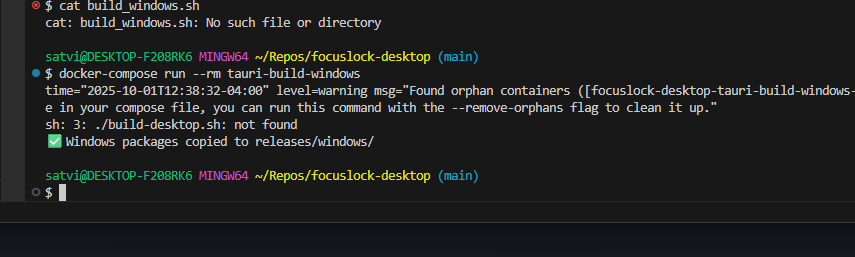 $ cat build_windows.sh
cat: build_windows.sh: No such file or directory
satvi@DESKTOP-F208RK6 MINGW64 ~/Repos/focuslock-desktop (main)
$ docker-compose run --rm tauri-build-windows
time="2025-10-01T12:38:32-04:00" level=warning msg="Found orphan containers ([focuslock-desktop-tauri-build-windows-
e in your compose file, you can run this command with the --remove-orphans flag to clean it up."
sh: 3: ./build-desktop.sh: not found
✅ Windows packages copied to releases/windows/
satvi@DESKTOP-F208RK6 MINGW64 ~/Repos/focuslock-desktop (main)
$